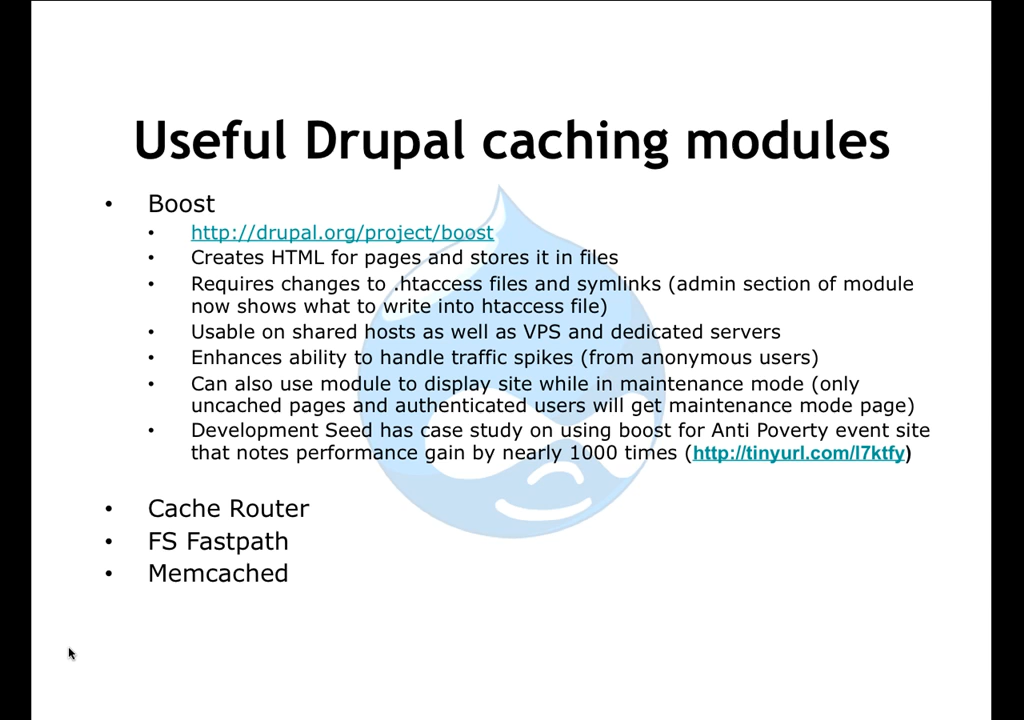 Useful Drupal caching modules
• Boost
• http://drupal.org/project/boost
• Creates HTML for pages and stores it in files
• Requires changes to .htaccess files and symlinks (admin section of module
now shows what to write into htaccess file)
• Usable on shared hosts as well as VPS and dedicated servers
• Enhances ability to handle traffic spikes (from anonymous users)
• Can also use module to display site while in maintenance mode (only
uncached pages and authenticated users will get maintenance mode page)
• Development Seed has case study on using boost for Anti Poverty event site
that notes performance gain by nearly 1000 times (http://tinyurl.com/l7ktfy)
• Cache Router
• FS Fastpath
• Memcached